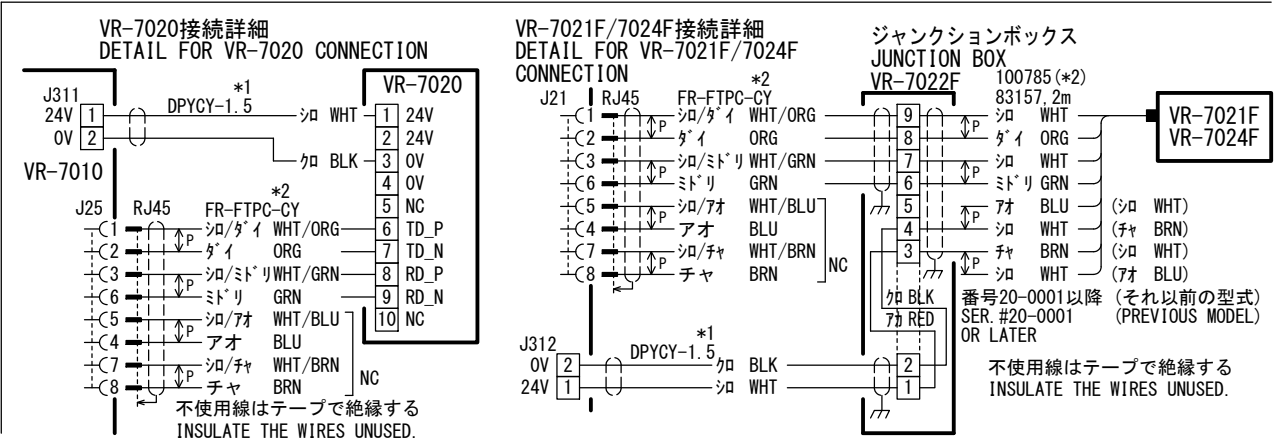 VR-7020接続詳細
DETAIL FOR VR-7020 CONNECTION
VR-7010
J311
24V 1
0V 2
*1
DPYCY-1.5
シロ WHT
クロ BLK
VR-7020
1 24V
2 24V
3 0V
4 0V
5 NC
6 TD_P
7 TD_N
8 RD_P
9 RD_N
10 NC
J25 RJ45
*2
FR-FTPC-CY
1 シロ/ダイ WHT/ORG
2 ダイ ORG
3 シロ/ミドリ WHT/GRN
6 ミドリ GRN
5 シロ/アオ WHT/BLU
4 アオ BLU
7 シロ/チャ WHT/BRN
8 チャ BRN
P
P
P
P
NC
不使用線はテープで絶縁する
INSULATE THE WIRES UNUSED.
VR-7021F/7024F接続詳細
DETAIL FOR VR-7021F/7024F
CONNECTION
J21 RJ45
*2
FR-FTPC-CY
1 シロ/ダイ WHT/ORG
2 ダイ ORG
3 シロ/ミドリ WHT/GRN
6 ミドリ GRN
5 シロ/アオ WHT/BLU
4 アオ BLU
7 シロ/チャ WHT/BRN
8 チャ BRN
P
P
P
P
NC
J312
0V 2
24V 1
*1
DPYCY-1.5
クロ BLK
シロ WHT
ジャンクションボックス
JUNCTION BOX
VR-7022F
9
8
7
6
5
4
3
クロ BLK
アカ RED
2
1
100785(*2)
83157,2m
シロ WHT
ダイ ORG
シロ WHT
ミドリ GRN
アオ BLU (シロ WHT)
シロ WHT (チャ BRN)
チャ BRN (シロ WHT)
シロ WHT (アオ BLU)
P
P
P
P
番号20-0001以降 (それ以前の型式)
SER. #20-0001 (PREVIOUS MODEL)
OR LATER
不使用線はテープで絶縁する
INSULATE THE WIRES UNUSED.
VR-7021F
VR-7024F